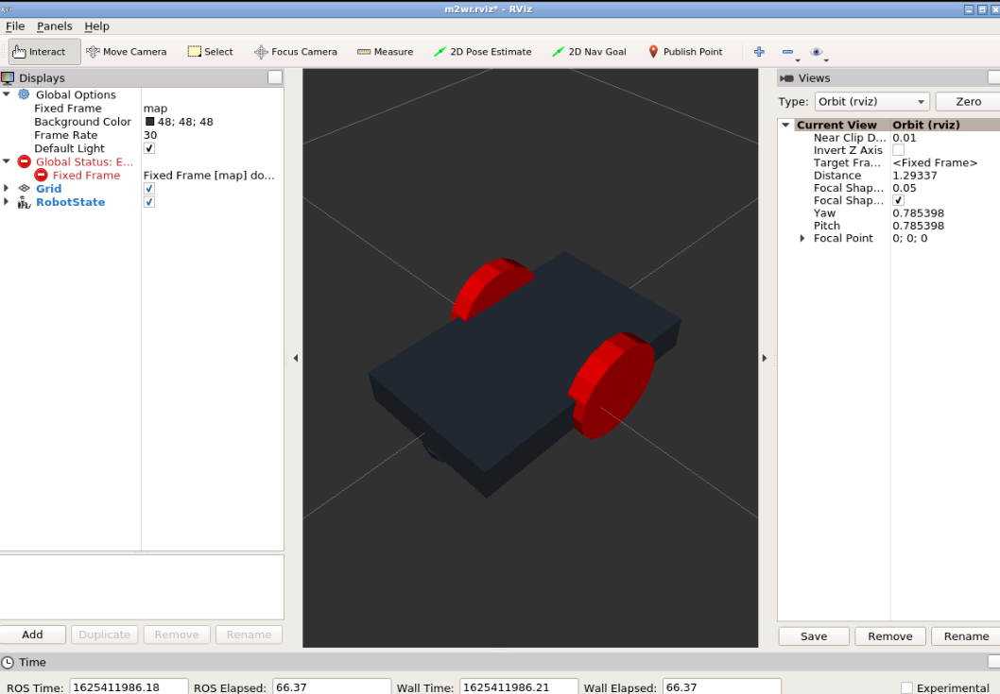 m2wr.rviz* - RViz
File Panels Help
Interact Move Camera Select Focus Camera Measure 2D Pose Estimate 2D Nav Goal Publish Point
Displays
Global Options
Fixed Frame map
Background Color 48; 48; 48
Frame Rate 30
Default Light
Global Status: E...
Fixed Frame Fixed Frame [map] do...
Grid
RobotState
Add Duplicate Remove Rename
Views
Type: Orbit (rviz) Zero
Current View Orbit (rviz)
Near Clip D... 0.01
Invert Z Axis
Target Fra... <Fixed Frame>
Distance 1.29337
Focal Shap... 0.05
Focal Shap...
Yaw 0.785398
Pitch 0.785398
Focal Point 0; 0; 0
Save Remove Rename
Time
ROS Time: 1625411986.18 ROS Elapsed: 66.37 Wall Time: 1625411986.21 Wall Elapsed: 66.37 Experimental